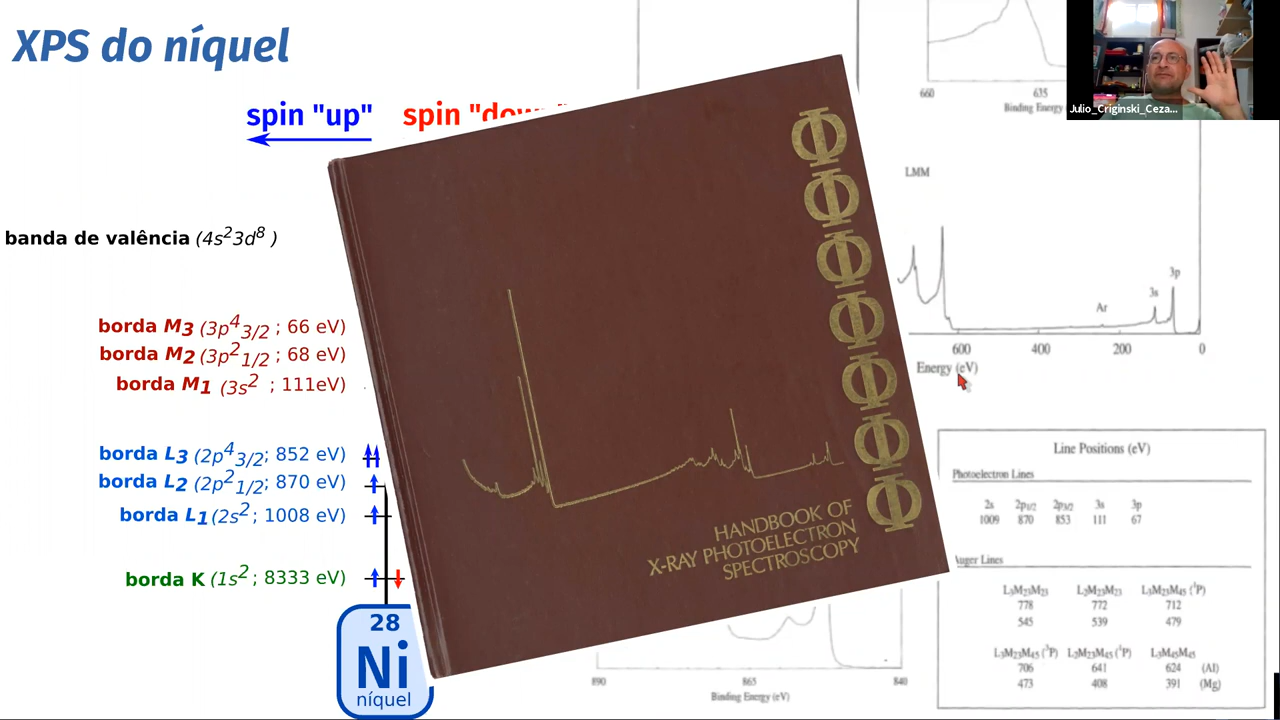 XPS do níquel
spin "up"
spin "dow
banda de valência (4s²3d⁸ )
borda M3 (3p⁴3/2 ; 66 eV)
borda M2 (3p²1/2 ; 68 eV)
borda M1 (3s² ; 111eV)
borda L3 (2p⁴3/2; 852 eV)
borda L2 (2p²1/2; 870 eV)
borda L1 (2s²; 1008 eV)
borda K (1s²; 8333 eV)
28
Ni
níquel
Φ
Φ
Φ
Φ
Φ
Φ
Φ
HANDBOOK OF
X-RAY PHOTOELECTRON
SPECTROSCOPY
660
635
Binding Energy
Julio_Criginski_Ceza...
LMM
3p
3s
Ar
600
400
200
0
Energy (eV)
890
865
840
Binding Energy (eV)
Line Positions (eV)
Photoelectron Lines
2s 2p1/2 2p3/2 3s 3p
1009 870 853 111 67
Auger Lines
L3M23M23 L2M23M23 L3M23M45 (¹P)
778 772 712
545 539 479
L3M23M45 (³P) L2M23M45 (¹P) L3M45M45
706 641 624 (Al)
473 408 391 (Mg)